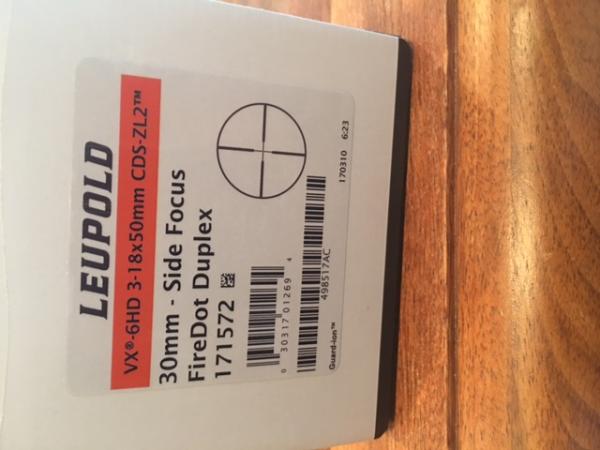 LEUPOLD
VX®-6HD 3-18x50mm CDS-ZL2™
30mm - Side Focus
FireDot Duplex
171572
0 30317 01269 4
498517AC
Guard-ion™
170310 6:23